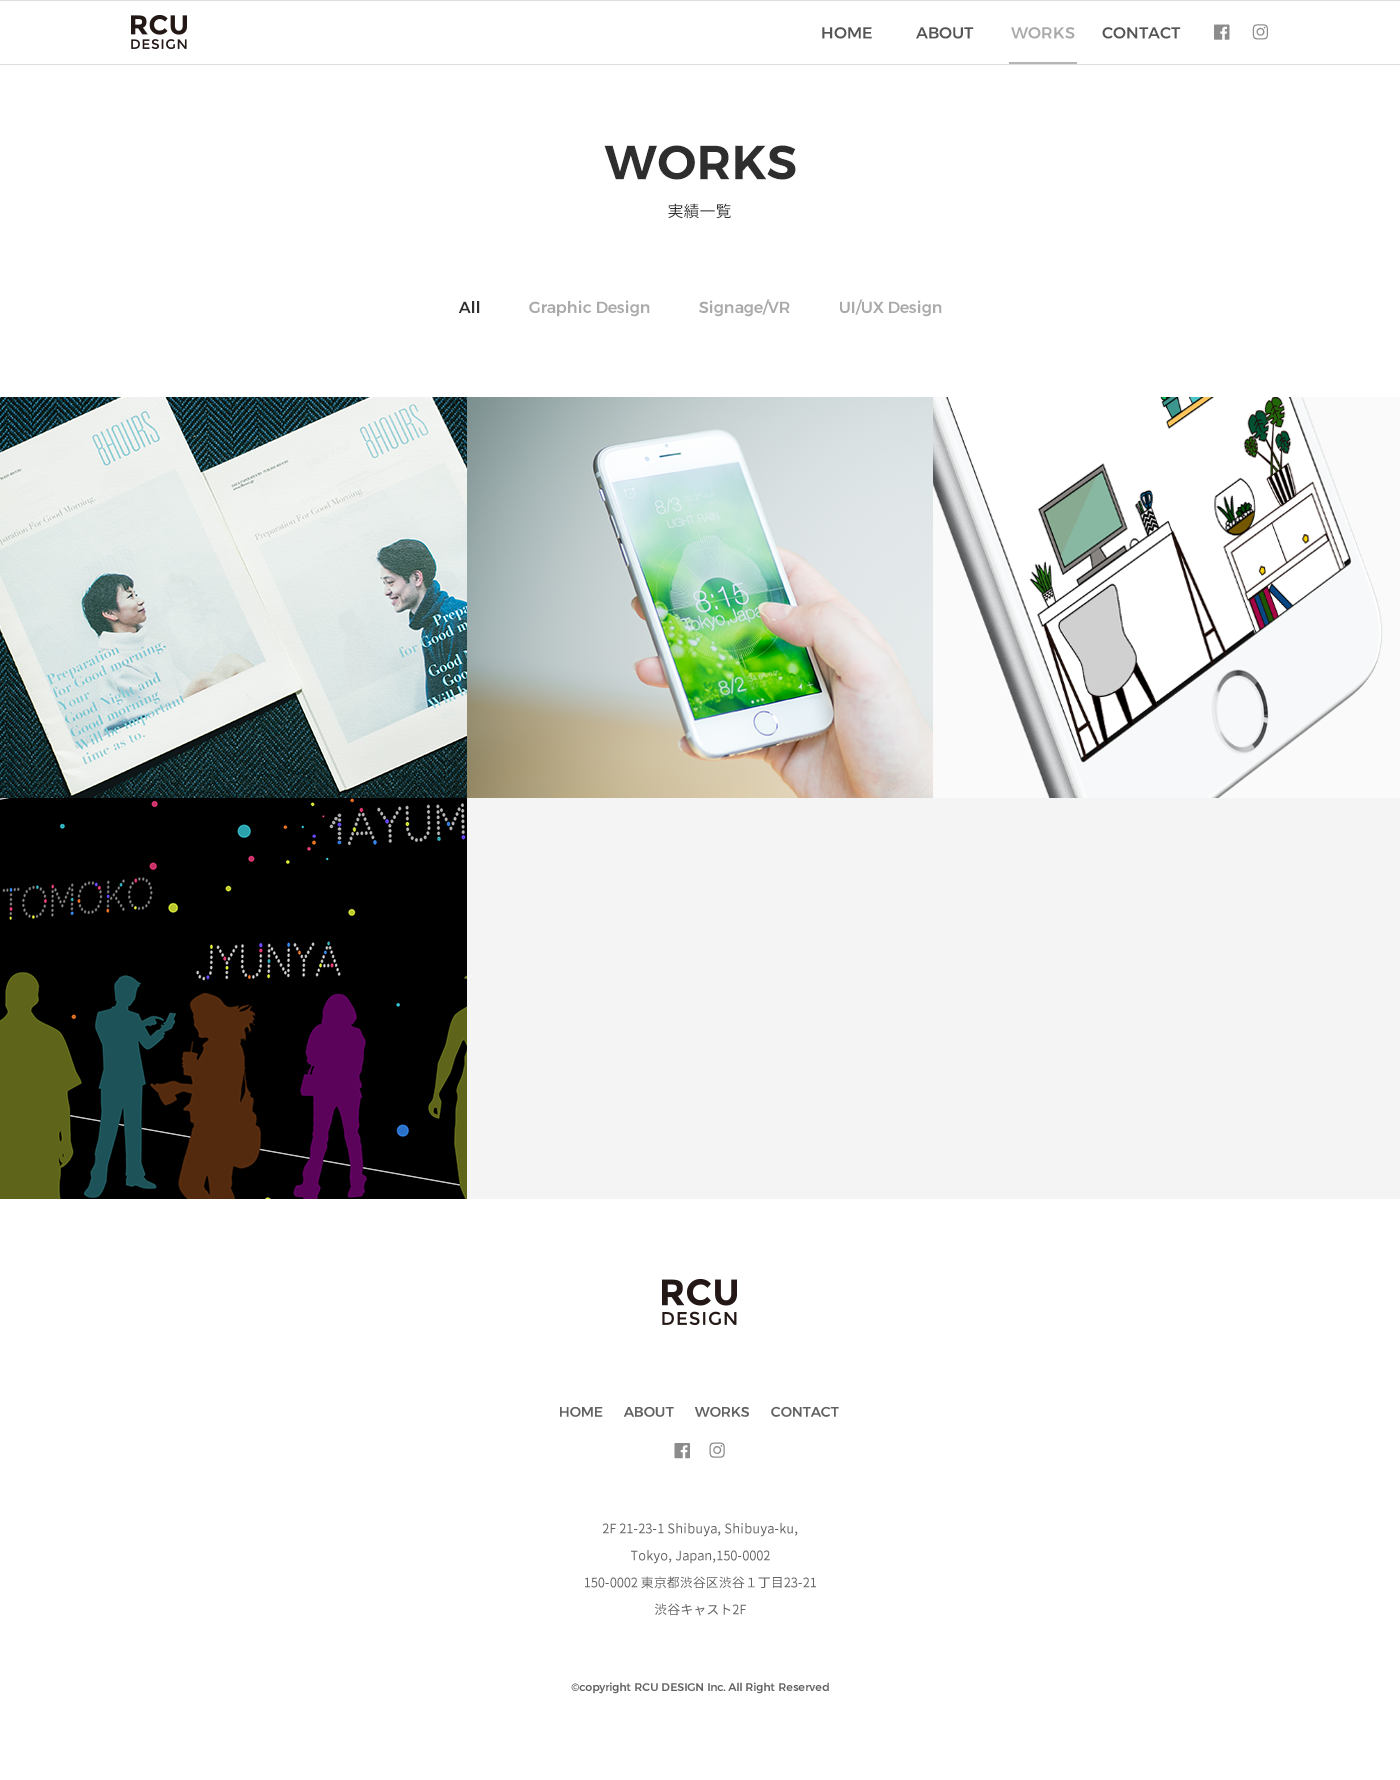 RCU
DESIGN
HOME ABOUT WORKS CONTACT
WORKS
実績一覧
All Graphic Design Signage/VR UI/UX Design
8HOURS
8HOURS
Preparation For Good Morning.
paration For Good Morning.
Preparation
for Good morning,
Your
Good Night and
Good morning
Will be important
time as to.
Prepa
for Good m
Good N
Goo
Will b
8/3
LIGHT RAIN
8:15
Tokyo,Japa
8/2
MAYUM
TOMOKO
JYUNYA
RCU
DESIGN
HOME ABOUT WORKS CONTACT
2F 21-23-1 Shibuya, Shibuya-ku,
Tokyo, Japan,150-0002
150-0002 東京都渋谷区渋谷１丁目23-21
渋谷キャスト2F
©copyright RCU DESIGN Inc. All Right Reserved